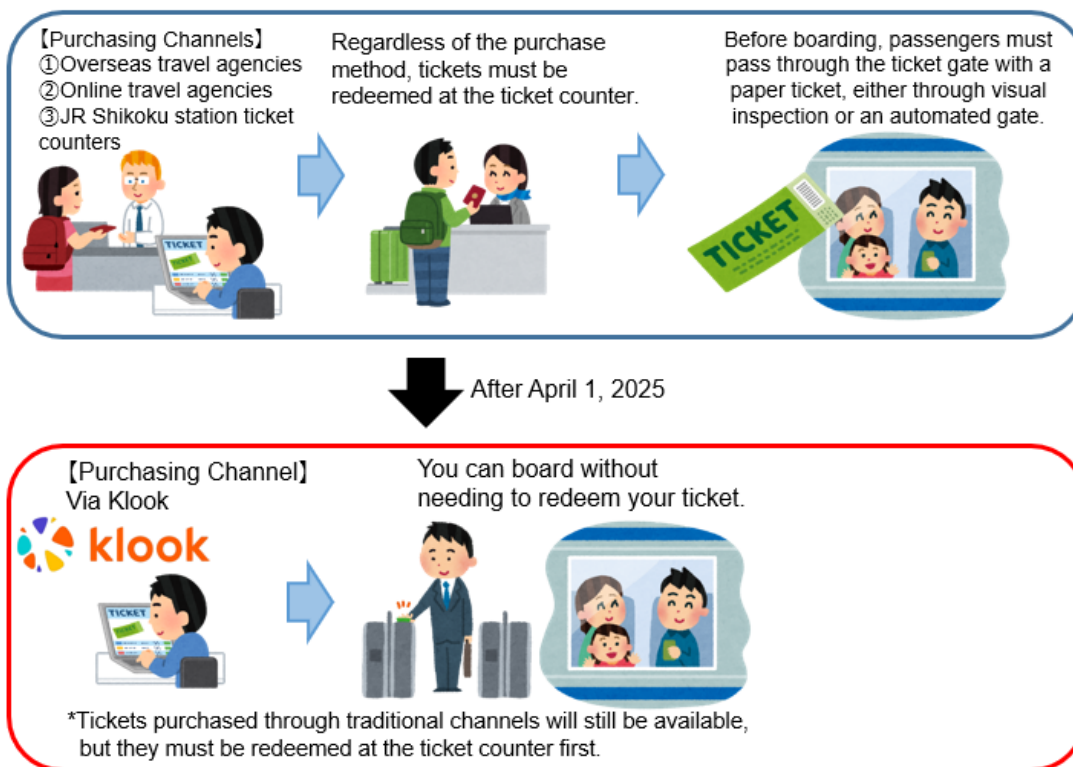 【Purchasing Channels】
①Overseas travel agencies
②Online travel agencies
③JR Shikoku station ticket
counters
Regardless of the purchase
method, tickets must be
redeemed at the ticket counter.
Before boarding, passengers must
pass through the ticket gate with a
paper ticket, either through visual
inspection or an automated gate.
TICKET
TICKET
TICKET
After April 1, 2025
【Purchasing Channel】
Via Klook
klook
TICKET
TICKET
You can board without
needing to redeem your ticket.
*Tickets purchased through traditional channels will still be available,
but they must be redeemed at the ticket counter first.